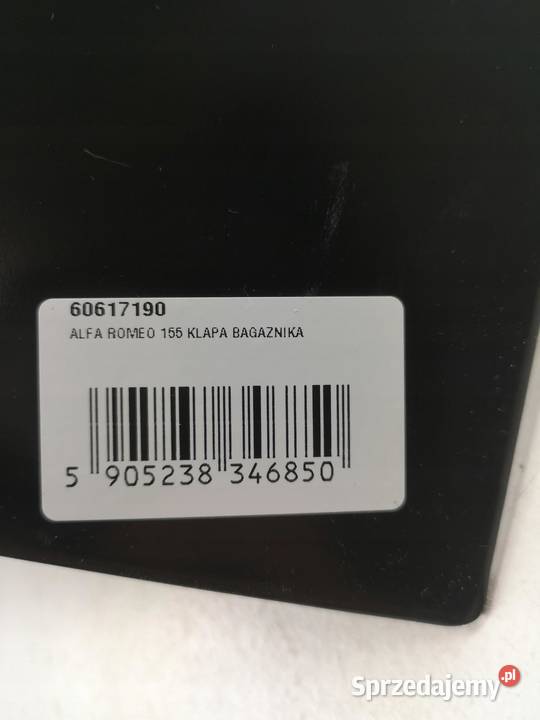 60617190
ALFA ROMEO 155 KLAPA BAGAZNIKA
5 905238 346850
Sprzedajemy.pl